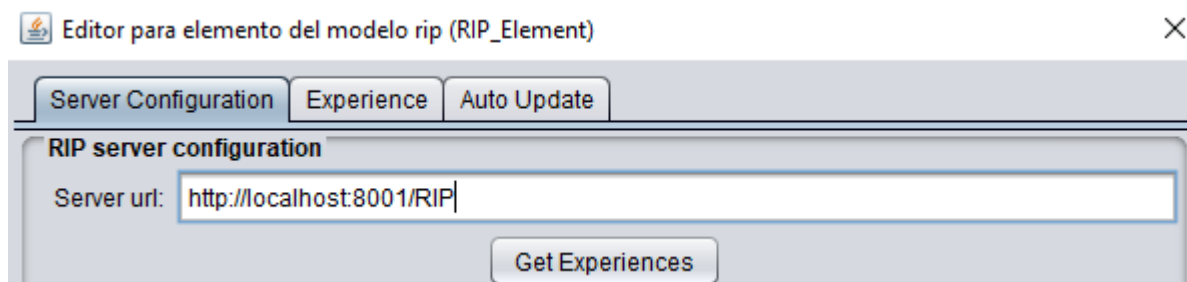 Editor para elemento del modelo rip (RIP_Element)
Server Configuration Experience Auto Update
RIP server configuration
Server url: http://localhost:8001/RIP
Get Experiences